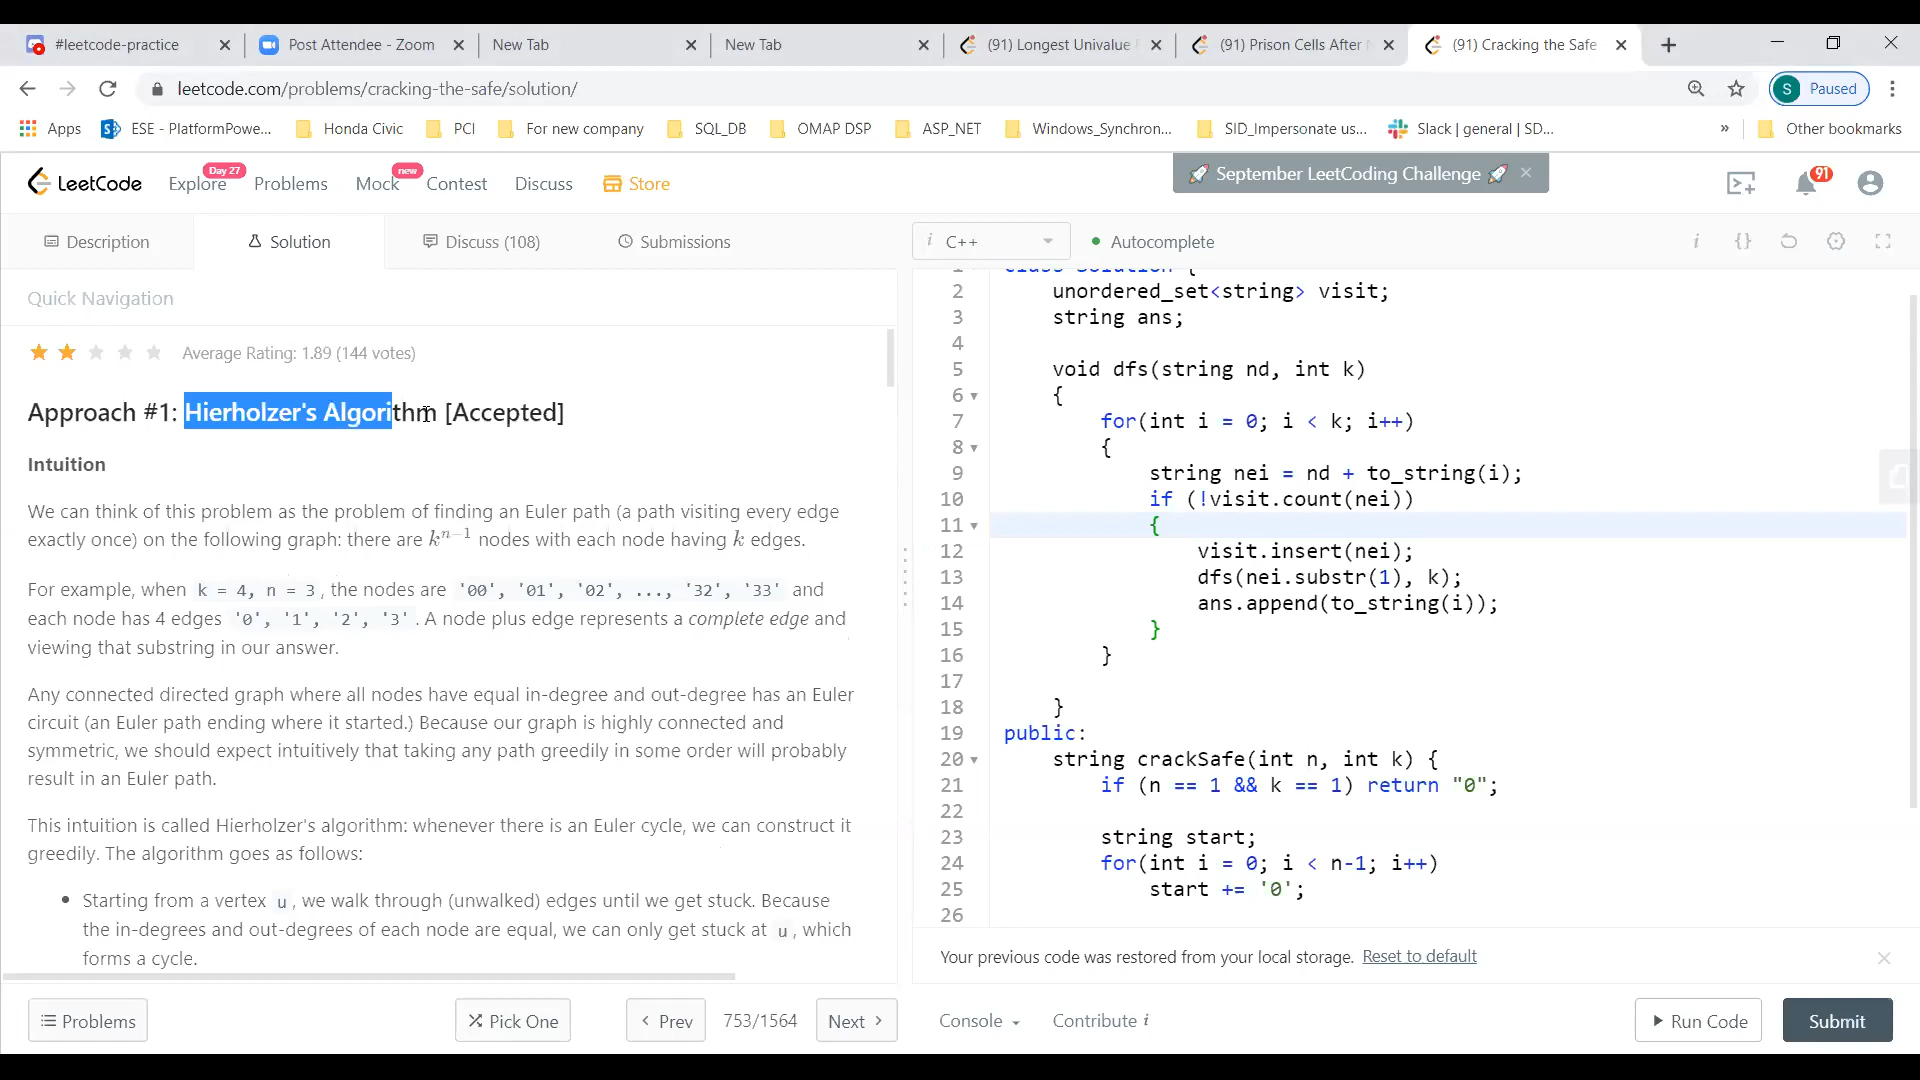 #leetcode-practice
Post Attendee - Zoom
New Tab
New Tab
(91) Longest Univalue
(91) Prison Cells After
(91) Cracking the Safe
leetcode.com/problems/cracking-the-safe/solution/
S Paused
Apps
ESE - PlatformPowe...
Honda Civic
PCI
For new company
SQL_DB
OMAP DSP
ASP_NET
Windows_Synchron...
SID_Impersonate us...
Slack | general | SD...
»
Other bookmarks
LeetCode
Explore
Day 27
Problems
Mock
new
Contest
Discuss
Store
🚀 September LeetCoding Challenge 🚀
91
Description
Solution
Discuss (108)
Submissions
i C++
Autocomplete
Quick Navigation
Average Rating: 1.89 (144 votes)
Approach #1: Hierholzer's Algorithm [Accepted]
Intuition
We can think of this problem as the problem of finding an Euler path (a path visiting every edge
exactly once) on the following graph: there are k^{n-1} nodes with each node having k edges.
For example, when k = 4, n = 3, the nodes are '00', '01', '02', ..., '32', '33' and
each node has 4 edges '0', '1', '2', '3'. A node plus edge represents a complete edge and
viewing that substring in our answer.
Any connected directed graph where all nodes have equal in-degree and out-degree has an Euler
circuit (an Euler path ending where it started.) Because our graph is highly connected and
symmetric, we should expect intuitively that taking any path greedily in some order will probably
result in an Euler path.
This intuition is called Hierholzer's algorithm: whenever there is an Euler cycle, we can construct it
greedily. The algorithm goes as follows:
• Starting from a vertex u, we walk through (unwalked) edges until we get stuck. Because
the in-degrees and out-degrees of each node are equal, we can only get stuck at u, which
forms a cycle.
1 class Solution {
2 unordered_set<string> visit;
3 string ans;
4
5 void dfs(string nd, int k)
6 {
7 for(int i = 0; i < k; i++)
8 {
9 string nei = nd + to_string(i);
10 if (!visit.count(nei))
11 {
12 visit.insert(nei);
13 dfs(nei.substr(1), k);
14 ans.append(to_string(i));
15 }
16 }
17
18 }
19 public:
20 string crackSafe(int n, int k) {
21 if (n == 1 && k == 1) return "0";
22
23 string start;
24 for(int i = 0; i < n-1; i++)
25 start += '0';
26
Your previous code was restored from your local storage. Reset to default
Problems
Pick One
Prev
753/1564
Next
Console
Contribute i
Run Code
Submit